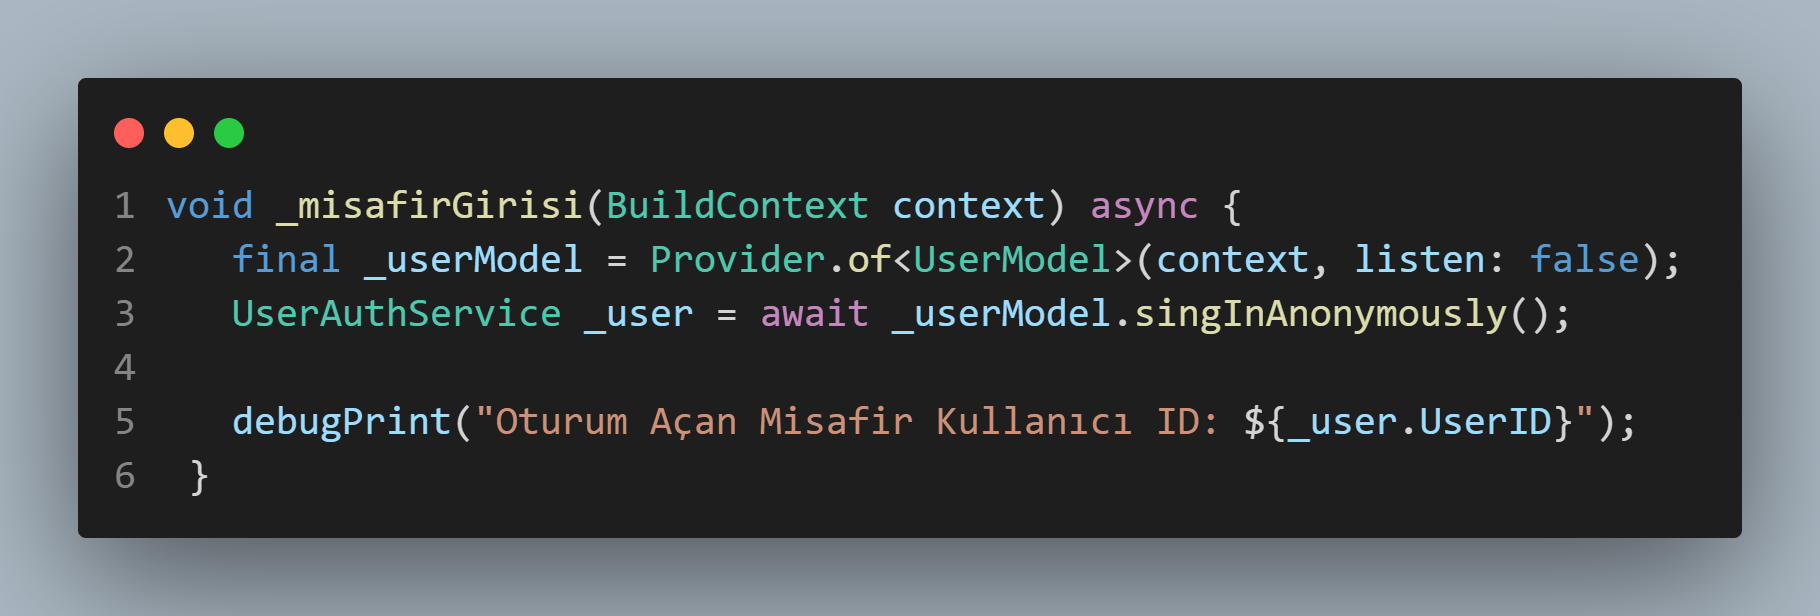 1 void _misafirGirisi(BuildContext context) async {
2 final _userModel = Provider.of<UserModel>(context, listen: false);
3 UserAuthService _user = await _userModel.singInAnonymously();
4
5 debugPrint("Oturum Açan Misafir Kullanıcı ID: ${_user.UserID}");
6 }